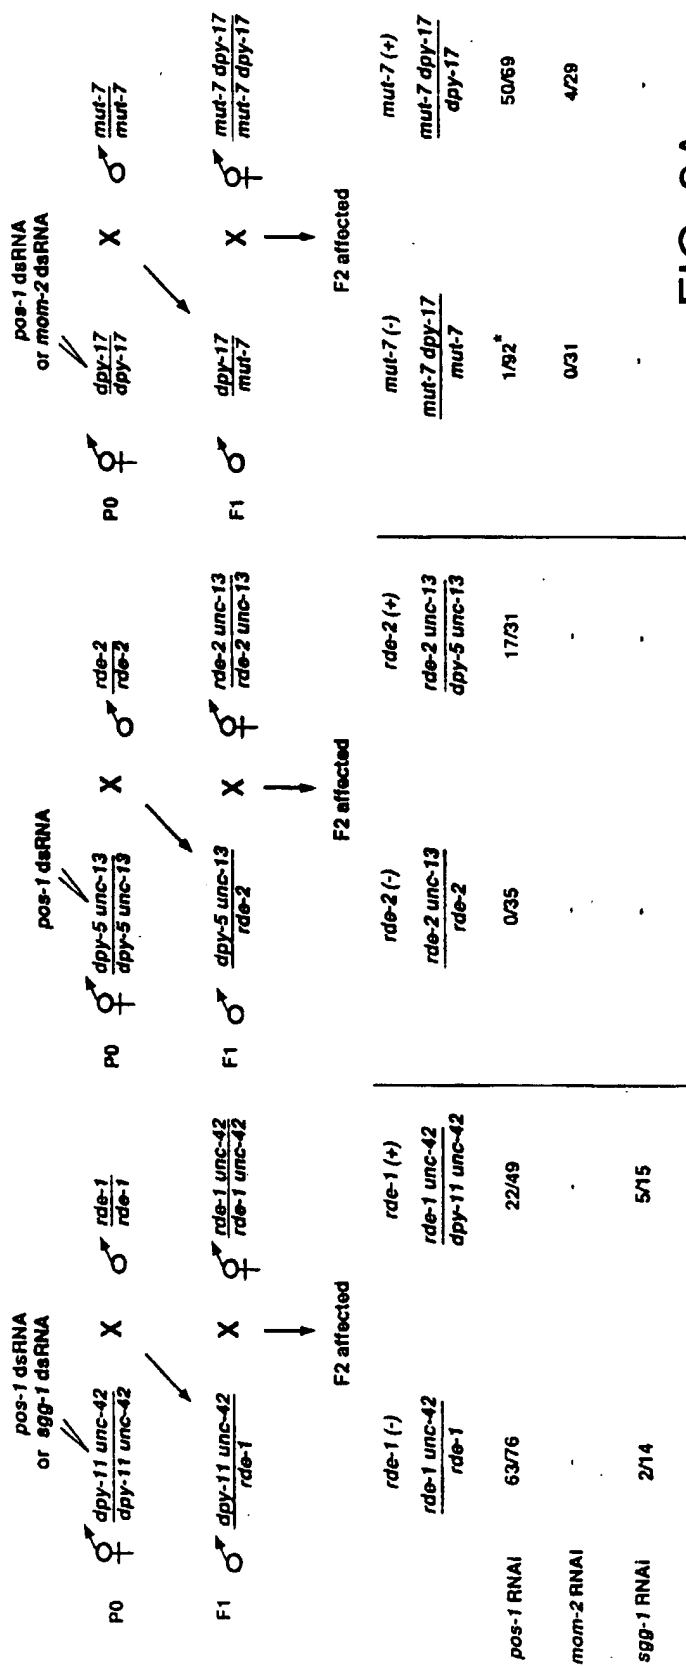 pos-1 dsRNA
or sgg-1 dsRNA
P0 dpy-11 unc-42 X rde-1
dpy-11 unc-42 rde-1
F1 dpy-11 unc-42 X rde-1 unc-42
rde-1 rde-1 unc-42
F2 affected
pos-1 dsRNA
P0 dpy-5 unc-13 X rde-2
dpy-5 unc-13 rde-2
F1 dpy-5 unc-13 X rde-2 unc-13
rde-2 rde-2 unc-13
F2 affected
pos-1 dsRNA
or mom-2 dsRNA
P0 dpy-17 X mut-7
dpy-17 mut-7
F1 dpy-17 X mut-7 dpy-17
mut-7 mut-7 dpy-17
F2 affected
rde-1 (-) rde-1 (+) rde-2 (-) rde-2 (+) mut-7 (-) mut-7 (+)
rde-1 unc-42 rde-1 unc-42 rde-2 unc-13 rde-2 unc-13 mut-7 dpy-17 mut-7 dpy-17
rde-1 dpy-11 unc-42 rde-2 dpy-5 unc-13 mut-7 dpy-17
pos-1 RNAi 63/76 22/49 0/35 17/31 1/92* 50/69
mom-2 RNAi - - - - 0/31 4/29
sgg-1 RNAi 2/14 5/15 - - - -